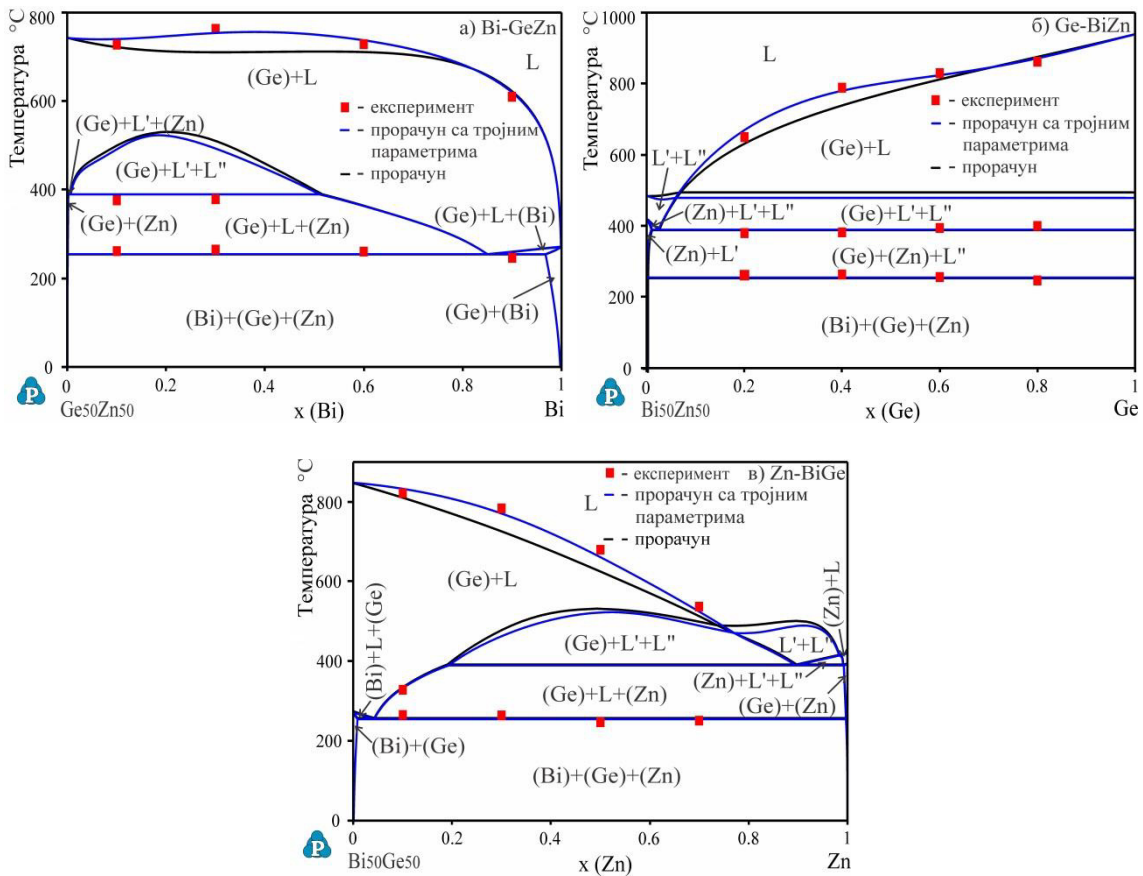 Температура °C
800
600
400
200
0
а) Bi-GeZn
L
(Ge)+L
- експеримент
- прорачун са тројним
параметрима
- прорачун
(Ge)+L'+(Zn)
(Ge)+L'+L"
(Ge)+(Zn)
(Ge)+L+(Zn)
(Ge)+L+(Bi)
(Ge)+(Bi)
(Bi)+(Ge)+(Zn)
0 0.2 0.4 0.6 0.8 1
P
Ge50Zn50
x (Bi)
Bi
Температура °C
1000
800
600
400
200
0
б) Ge-BiZn
L
- експеримент
- прорачун са тројним
параметрима
- прорачун
(Ge)+L
L'+L"
(Zn)+L'+L"
(Ge)+L'+L"
(Zn)+L'
(Ge)+(Zn)+L"
(Bi)+(Ge)+(Zn)
0 0.2 0.4 0.6 0.8 1
P
Bi50Zn50
x (Ge)
Ge
Температура °C
800
600
400
200
0
- експеримент
в) Zn-BiGe
L
- прорачун са тројним
параметрима
- прорачун
(Ge)+L
(Bi)+L+(Ge)
(Zn)+L
(Ge)+L'+L"
L'+L"
(Zn)+L'+L"
(Ge)+L+(Zn)
(Ge)+(Zn)
(Bi)+(Ge)
(Bi)+(Ge)+(Zn)
0 0.2 0.4 0.6 0.8 1
P
Bi50Ge50
x (Zn)
Zn